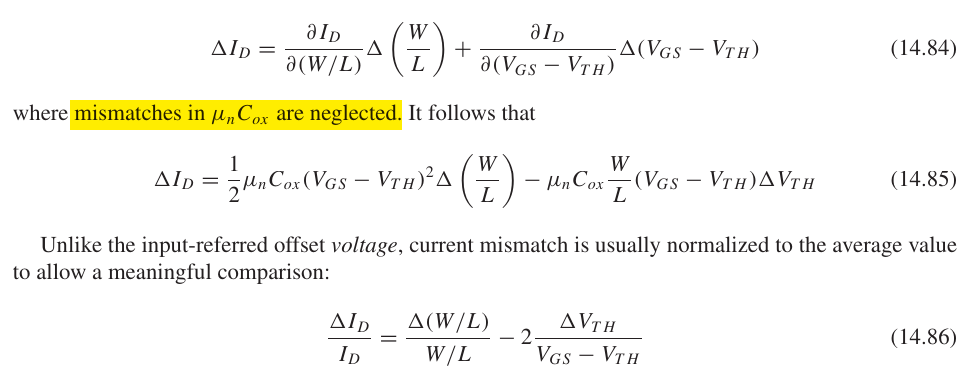 ΔI_D = ∂I_D/∂(W/L) Δ(W/L) + ∂I_D/∂(V_GS − V_TH) Δ(V_GS − V_TH) (14.84)
where mismatches in μ_nC_ox are neglected. It follows that
ΔI_D = 1/2 μ_nC_ox(V_GS − V_TH)²Δ(W/L) − μ_nC_ox W/L (V_GS − V_TH)ΔV_TH (14.85)
Unlike the input-referred offset voltage, current mismatch is usually normalized to the average value
to allow a meaningful comparison:
ΔI_D/I_D = Δ(W/L)/(W/L) − 2 ΔV_TH/(V_GS − V_TH) (14.86)